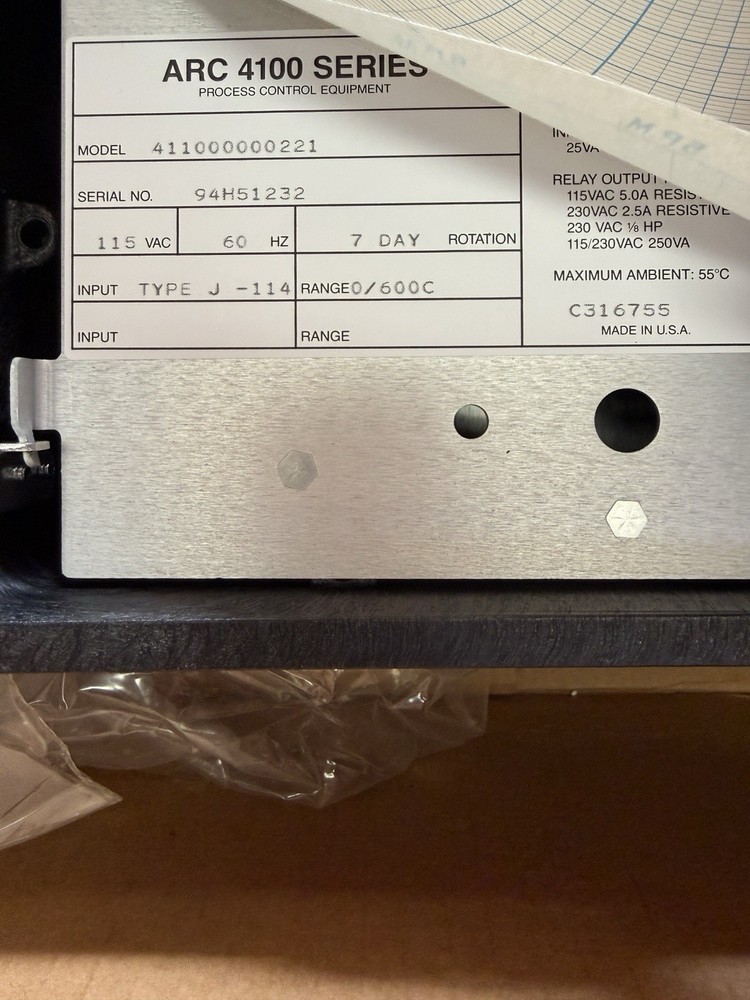 ARC 4100 SERIES
PROCESS CONTROL EQUIPMENT
MODEL 411000000221
SERIAL NO. 94H51232
115 VAC 60 HZ 7 DAY ROTATION
INPUT TYPE J -114 RANGE 0/600C
INPUT RANGE
25VA
RELAY OUTPUT
115VAC 5.0A
230VAC 2.5A RESISTIVE
230 VAC ⅛ HP
115/230VAC 250VA
MAXIMUM AMBIENT: 55°C
C316755
MADE IN U.S.A.